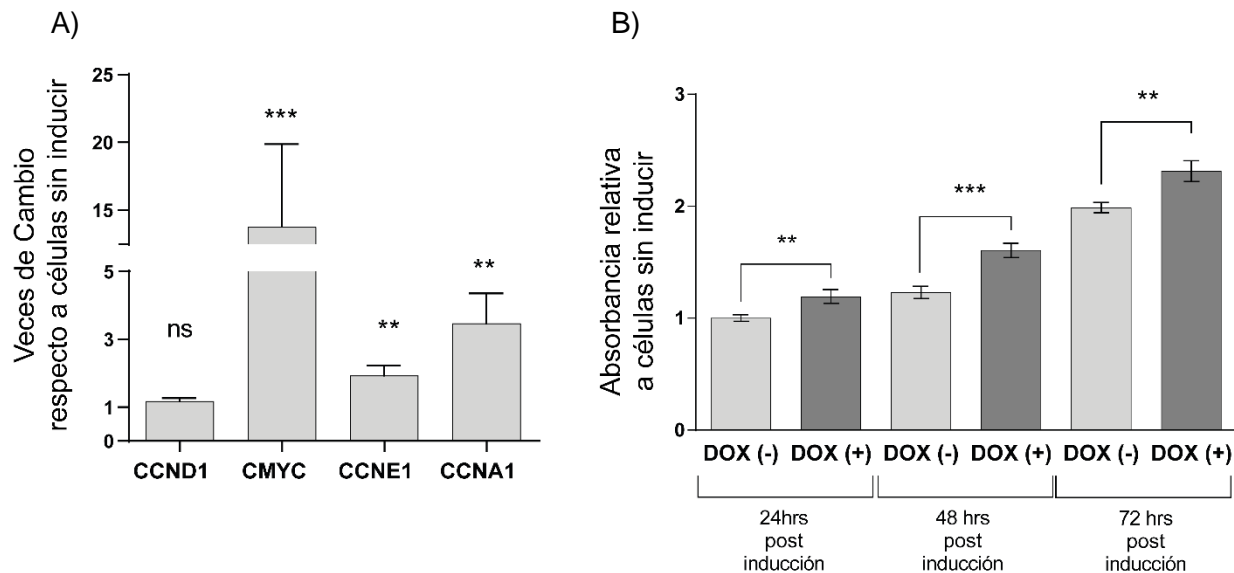 A)
Veces de Cambio
respecto a células sin inducir
25
20
15
5
3
1
0
ns
***
**
**
CCND1 CMYC CCNE1 CCNA1
B)
Absorbancia relativa
a células sin inducir
3
2
1
0
**
***
**
DOX (-) DOX (+) DOX (-) DOX (+) DOX (-) DOX (+)
24hrs
post
inducción
48 hrs
post
inducción
72 hrs
post
inducción